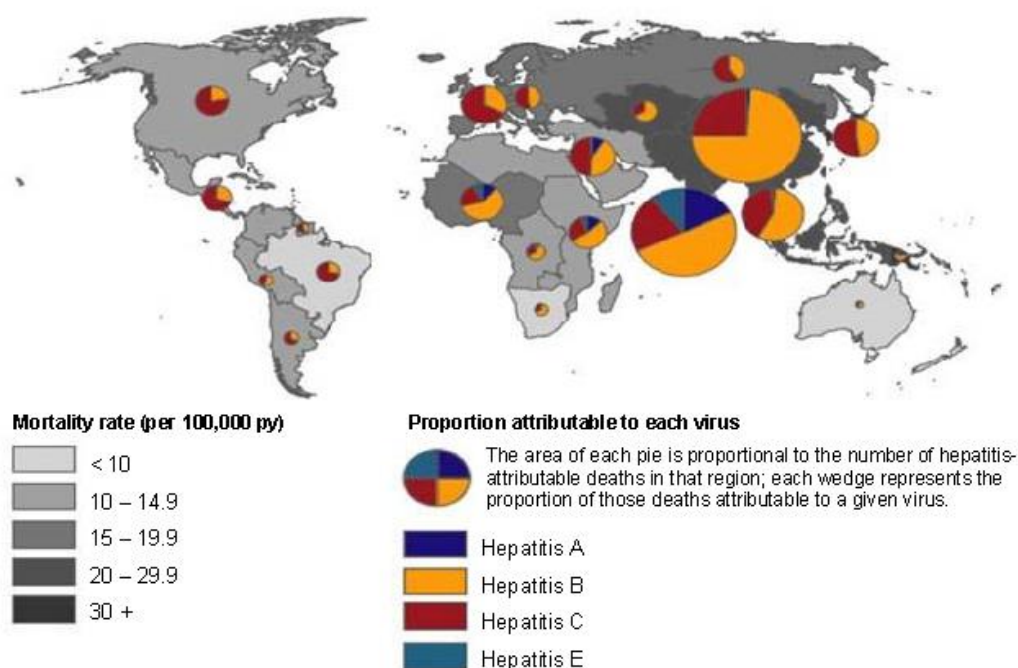 Mortality rate (per 100,000 py)
< 10
10 – 14.9
15 – 19.9
20 – 29.9
30 +
Proportion attributable to each virus
The area of each pie is proportional to the number of hepatitis-
attributable deaths in that region; each wedge represents the
proportion of those deaths attributable to a given virus.
Hepatitis A
Hepatitis B
Hepatitis C
Hepatitis E